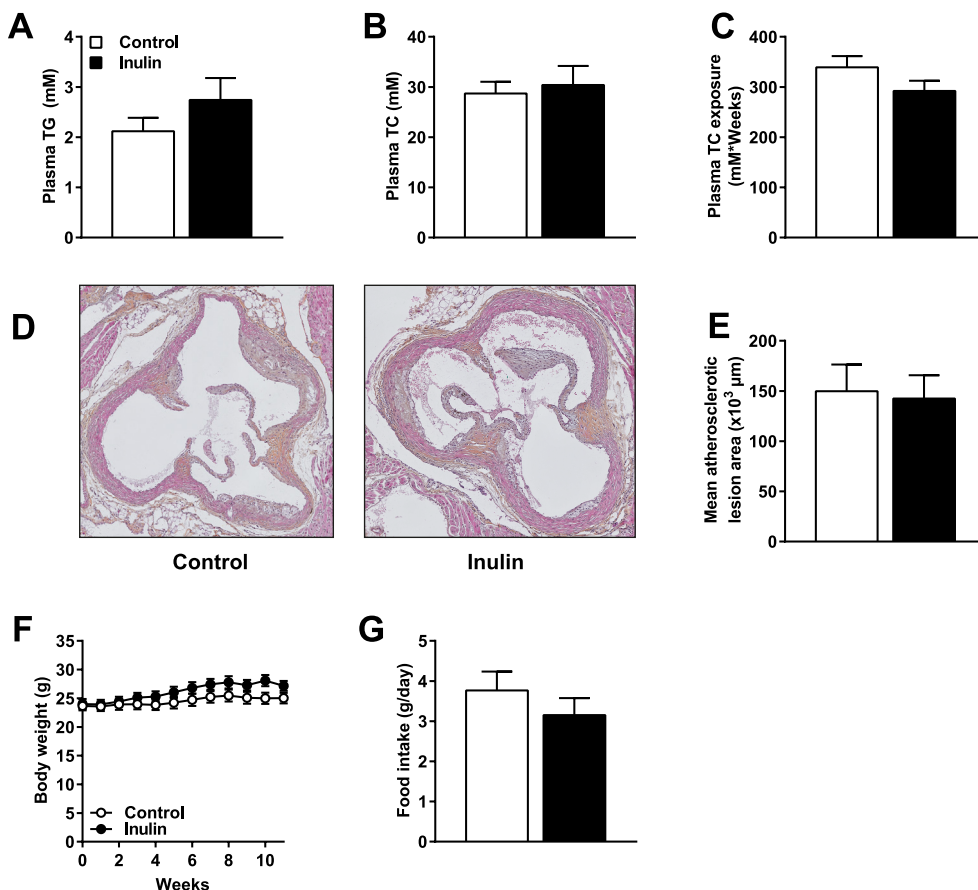 A
Control
Inulin
Plasma TG (mM)
4
3
2
1
0
B
Plasma TC (mM)
40
30
20
10
0
C
Plasma TC exposure
(mM*Weeks)
400
300
200
100
0
D
Control
Inulin
E
Mean atherosclerotic
lesion area (x10³ µm)
200
150
100
50
0
F
Body weight (g)
35
30
25
20
15
10
5
0
Control
Inulin
0 2 4 6 8 10
Weeks
G
Food intake (g/day)
5
4
3
2
1
0